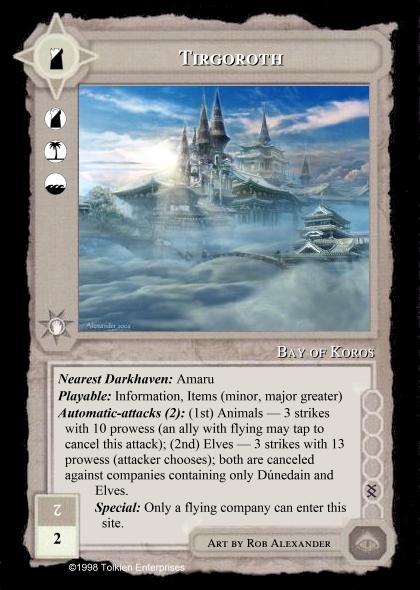 Tirgoroth
Alexander 2002
Bay of Koros
Nearest Darkhaven: Amaru
Playable: Information, Items (minor, major greater)
Automatic-attacks (2): (1st) Animals — 3 strikes
with 10 prowess (an ally with flying may tap to
cancel this attack); (2nd) Elves — 3 strikes with 13
prowess (attacker chooses); both are canceled
against companies containing only Dúnedain and
Elves.
Special: Only a flying company can enter this
site.
2
2
Art by Rob Alexander
©1998 Tolkien Enterprises